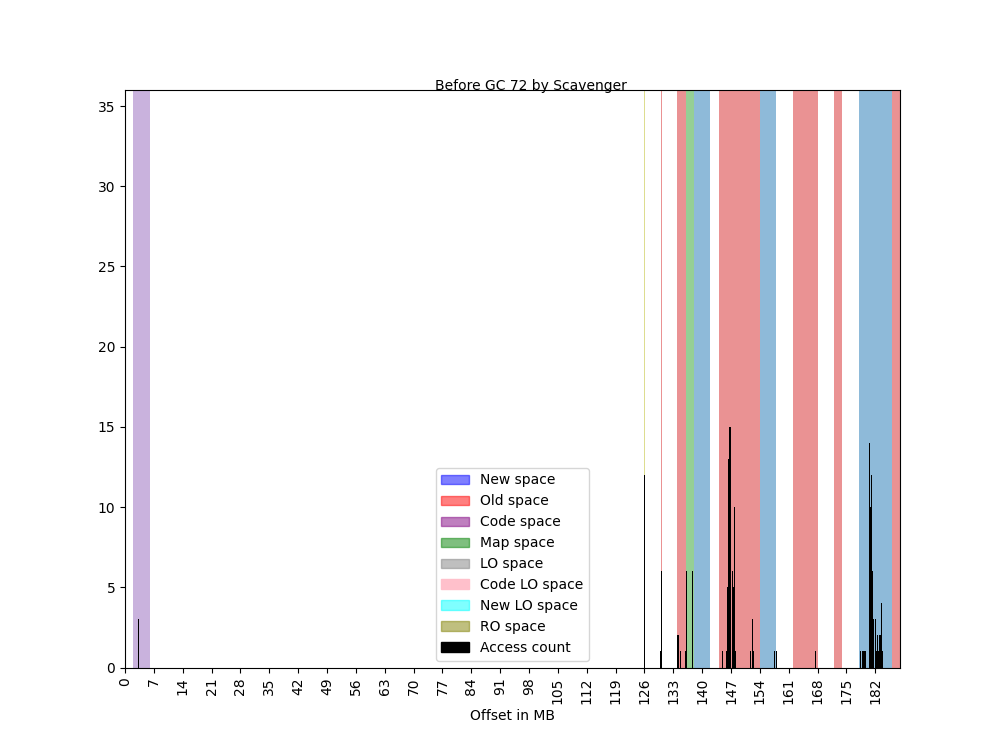 Before GC 72 by Scavenger
35
30
25
20
15
10
5
0
New space
Old space
Code space
Map space
LO space
Code LO space
New LO space
RO space
Access count
0 7 14 21 28 35 42 49 56 63 70 77 84 91 98 105 112 119 126 133 140 147 154 161 168 175 182
Offset in MB